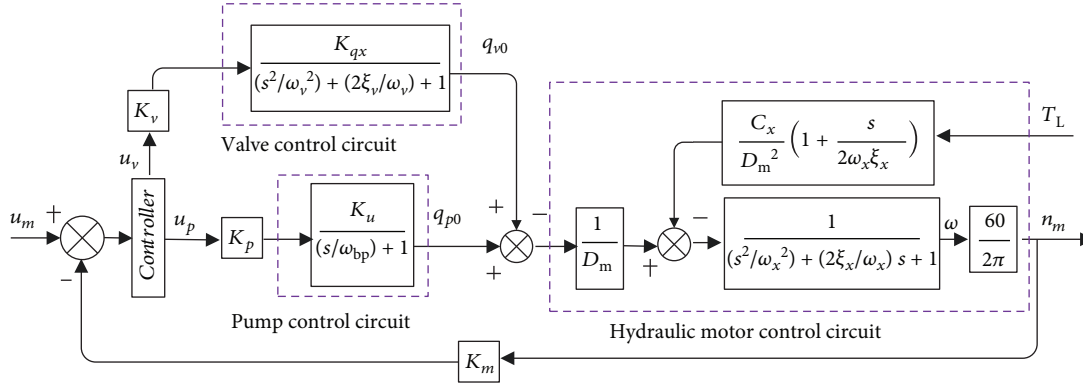 K_qx
(s²/ω_v²) + (2ξ_v/ω_v) + 1
q_v0
K_v
Valve control circuit
u_v
C_x
D_m²
(1 + s
2ω_xξ_x)
T_L
u_m
+
−
Controller
u_p
K_p
K_u
(s/ω_bp) + 1
q_p0
+
+
−
1
D_m
+
−
1
(s²/ω_x²) + (2ξ_x/ω_x) s + 1
ω
60
2π
n_m
Pump control circuit
Hydraulic motor control circuit
K_m